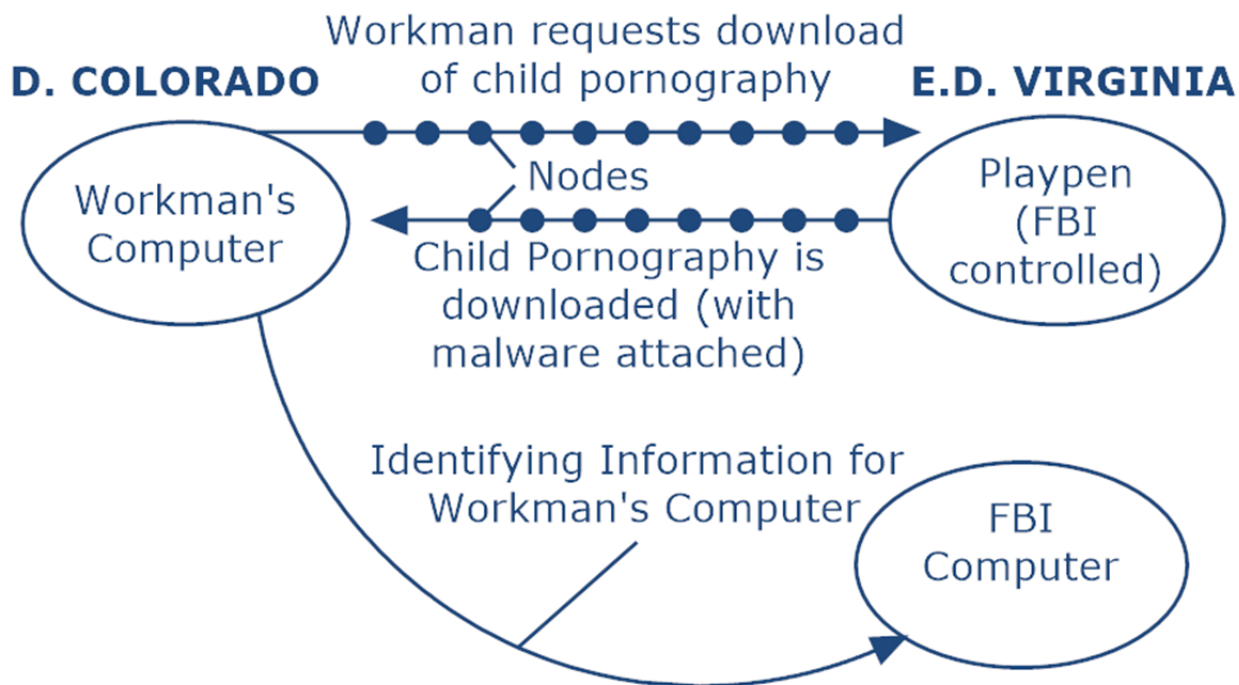 Workman requests download
of child pornography
D. COLORADO
E.D. VIRGINIA
Workman's
Computer
Nodes
Playpen
(FBI
controlled)
Child Pornography is
downloaded (with
malware attached)
Identifying Information for
Workman's Computer
FBI
Computer